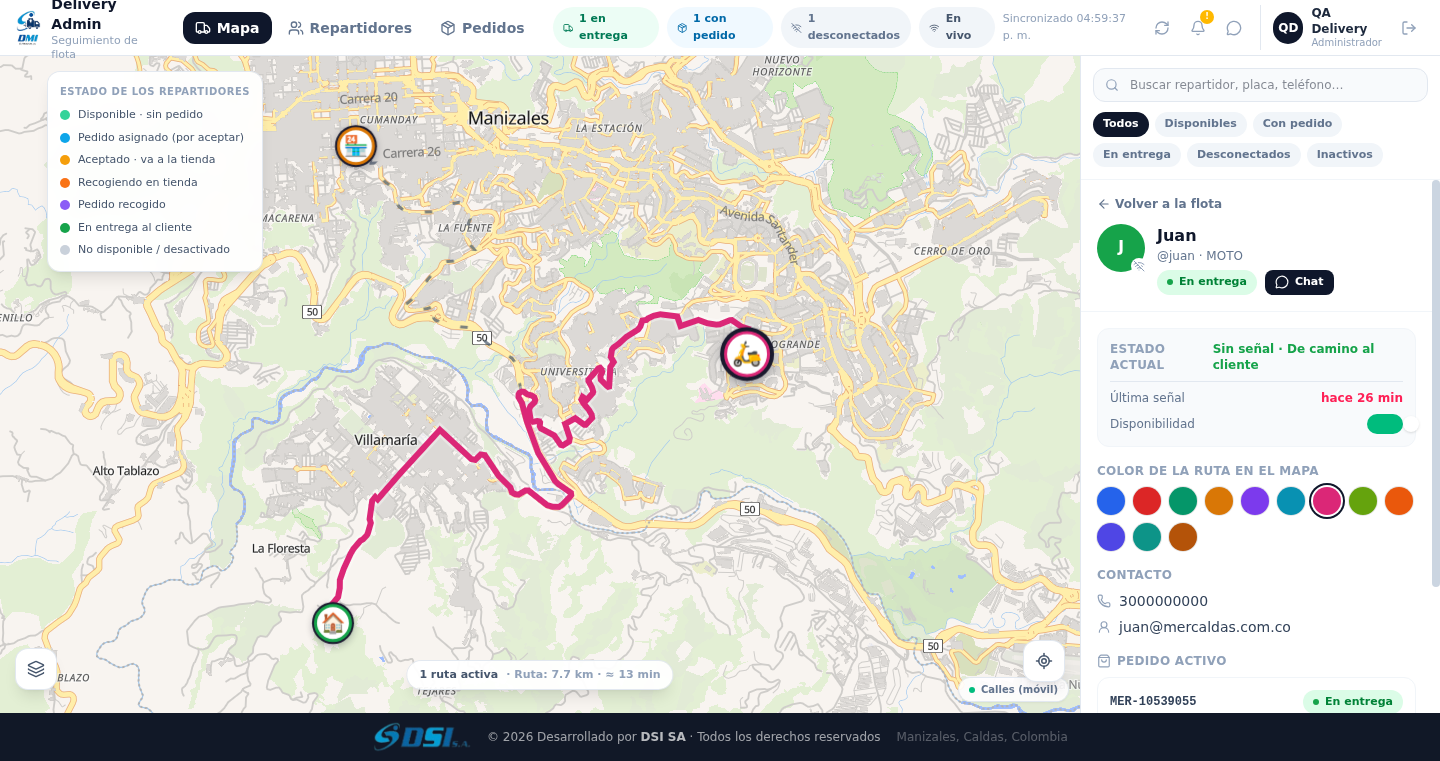 Delivery
Admin
Seguimiento de
flota
DMI
Mapa
Repartidores
Pedidos
1 en
entrega
1 con
pedido
1
desconectados
En
vivo
Sincronizado 04:59:37
p. m.
!
QD
QA
Delivery
Administrador
ESTADO DE LOS REPARTIDORES
Disponible · sin pedido
Pedido asignado (por aceptar)
Aceptado · va a la tienda
Recogiendo en tienda
Pedido recogido
En entrega al cliente
No disponible / desactivado
NUEVO
HORIZONTE
Carrera 20
CUMANDAY
Manizales
LA ESTACIÓN
Carrera 26
MACARENA
LA FUENTE
Avenida Santander
CERRO DE ORO
ENILLO
50
50
OGRANDE
UNIVERSIT
A
Villamaría
Alto Tablazo
50
La Floresta
50
BLAZO
TEJARES
Nu
1 ruta activa · Ruta: 7.7 km · ≈ 13 min
Calles (móvil)
Buscar repartidor, placa, teléfono...
Todos
Disponibles
Con pedido
En entrega
Desconectados
Inactivos
Volver a la flota
J
Juan
@juan · MOTO
En entrega
Chat
ESTADO
ACTUAL
Sin señal · De camino al
cliente
Última señal
hace 26 min
Disponibilidad
COLOR DE LA RUTA EN EL MAPA
CONTACTO
3000000000
juan@mercaldas.com.co
PEDIDO ACTIVO
MER-10539055
En entrega
DSI S.A.
© 2026 Desarrollado por DSI SA · Todos los derechos reservados
Manizales, Caldas, Colombia